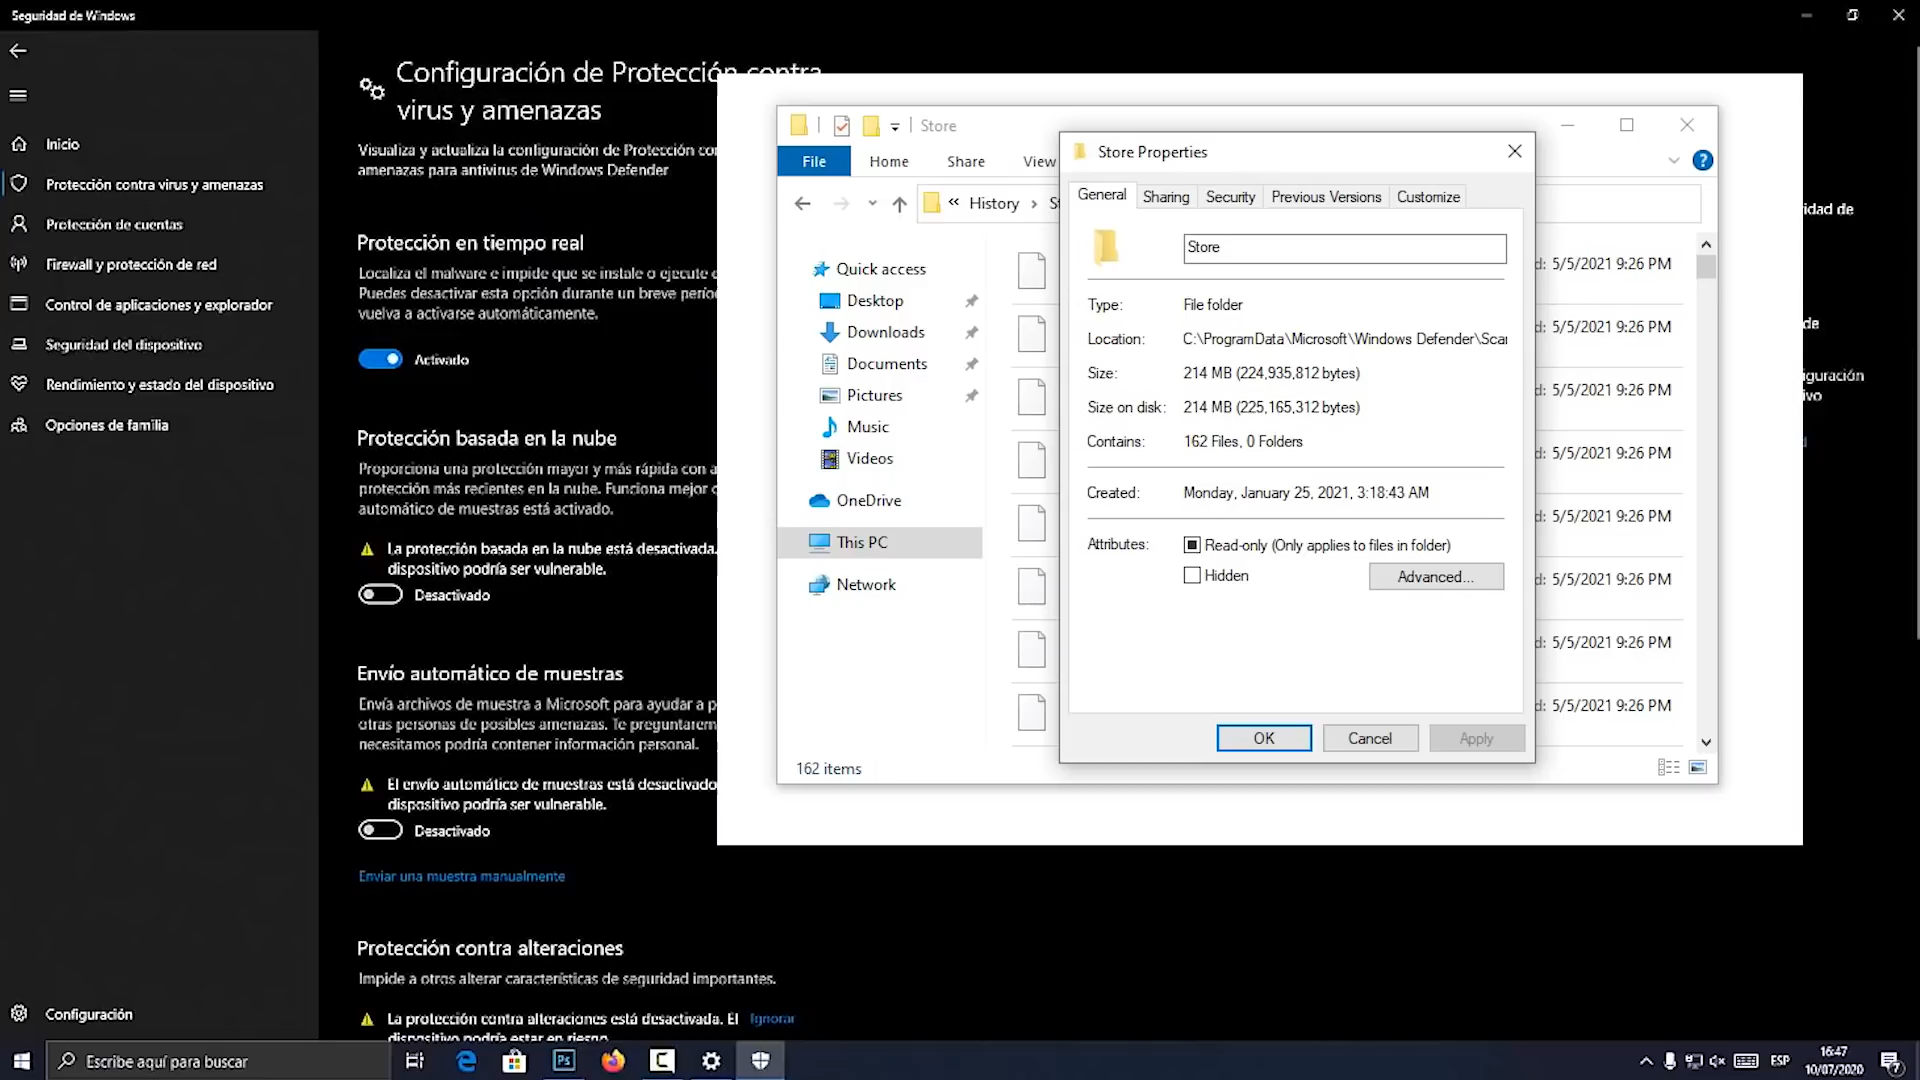 Seguridad de Windows
Inicio
Protección contra virus y amenazas
Protección de cuentas
Firewall y protección de red
Control de aplicaciones y explorador
Seguridad del dispositivo
Rendimiento y estado del dispositivo
Opciones de familia
Configuración
Configuración de Protección contra
virus y amenazas
Visualiza y actualiza la configuración de Protección
amenazas para antivirus de Windows Defender
Protección en tiempo real
Localiza el malware e impide que se instale o ejecute
Puedes desactivar esta opción durante un breve
vuelva a activarse automáticamente.
Activado
Protección basada en la nube
Proporciona una protección mayor y más rápida con
protección más recientes en la nube. Funciona mejor
automático de muestras está activado.
La protección basada en la nube está desactivada.
dispositivo podría ser vulnerable.
Desactivado
Envío automático de muestras
Envía archivos de muestra a Microsoft para ayudar a
otras personas de posibles amenazas. Te
necesitamos podría contener información personal.
El envío automático de muestras está desactivado
dispositivo podría ser vulnerable.
Desactivado
Enviar una muestra manualmente
Protección contra alteraciones
Impide a otros alterar características de seguridad importantes.
La protección contra alteraciones está desactivada. El Ignorar
dispositivo podría estar en riesgo.
Store
File Home Share View
« History
Quick access
Desktop
Downloads
Documents
Pictures
Music
Videos
OneDrive
This PC
Network
162 items
d: 5/5/2021 9:26 PM
d: 5/5/2021 9:26 PM
d: 5/5/2021 9:26 PM
d: 5/5/2021 9:26 PM
d: 5/5/2021 9:26 PM
d: 5/5/2021 9:26 PM
d: 5/5/2021 9:26 PM
d: 5/5/2021 9:26 PM
Store Properties
General Sharing Security Previous Versions Customize
Store
Type: File folder
Location: C:\ProgramData\Microsoft\Windows Defender\Scan
Size: 214 MB (224,935,812 bytes)
Size on disk: 214 MB (225,165,312 bytes)
Contains: 162 Files, 0 Folders
Created: Monday, January 25, 2021, 3:18:43 AM
Attributes: Read-only (Only applies to files in folder)
Hidden Advanced...
OK Cancel Apply
Escribe aquí para buscar
Ps
ESP
16:47
10/07/2020
7